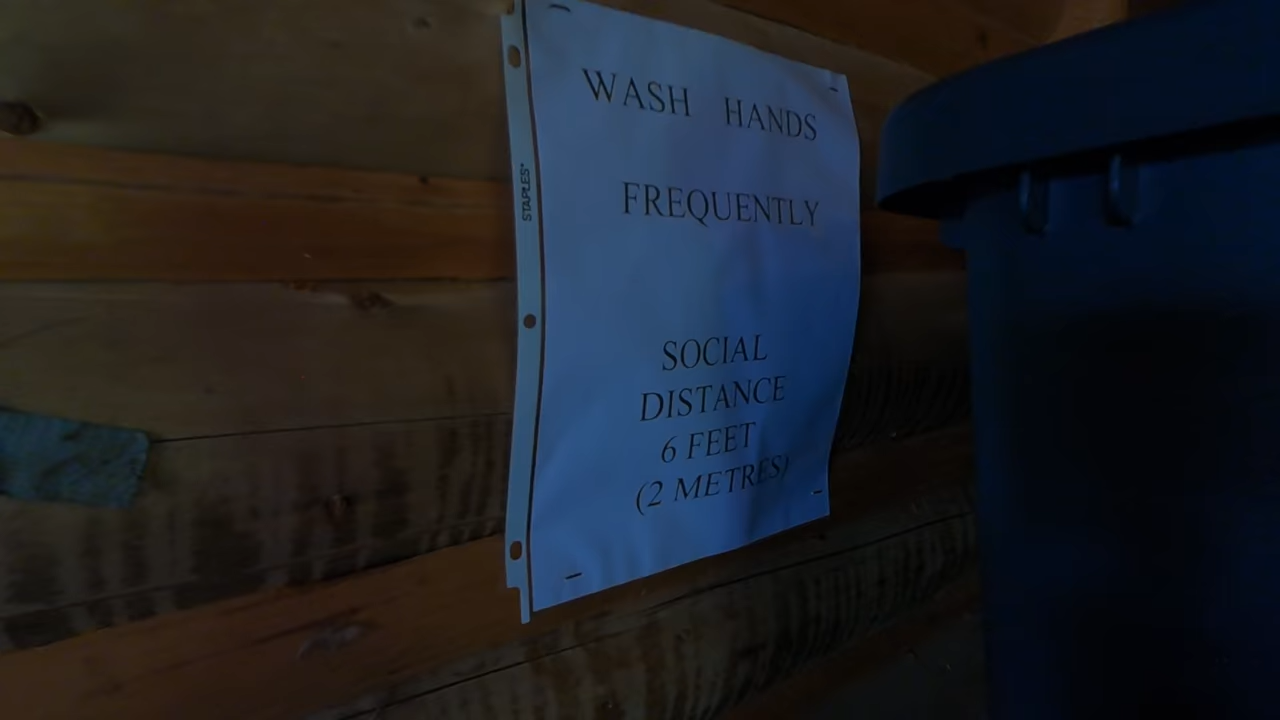 WASH HANDS
FREQUENTLY
SOCIAL
DISTANCE
6 FEET
(2 METRES)
STAPLES